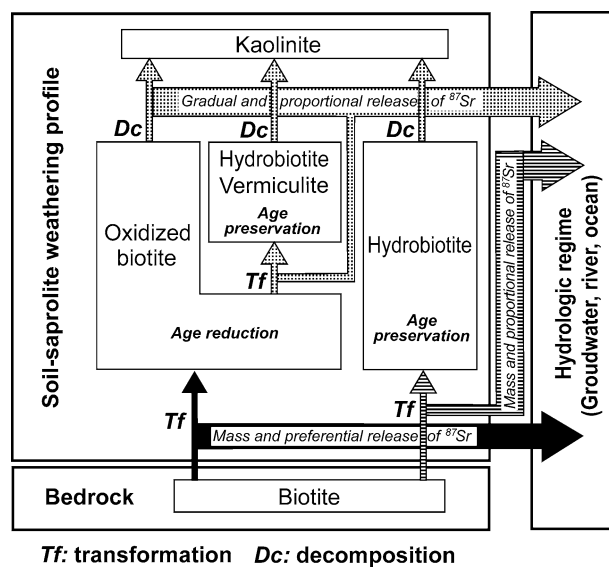 Soil-saprolite weathering profile
Kaolinite
Gradual and proportional release of ⁸⁷Sr
Dc
Dc
Dc
Oxidized
biotite
Hydrobiotite
Vermiculite
Age
preservation
Tf
Age reduction
Hydrobiotite
Age
preservation
Tf
Tf
Mass and proportional release of ⁸⁷Sr
Mass and preferential release of ⁸⁷Sr
Hydrologic regime
(Groudwater, river, ocean)
Bedrock
Biotite
Tf: transformation Dc: decomposition